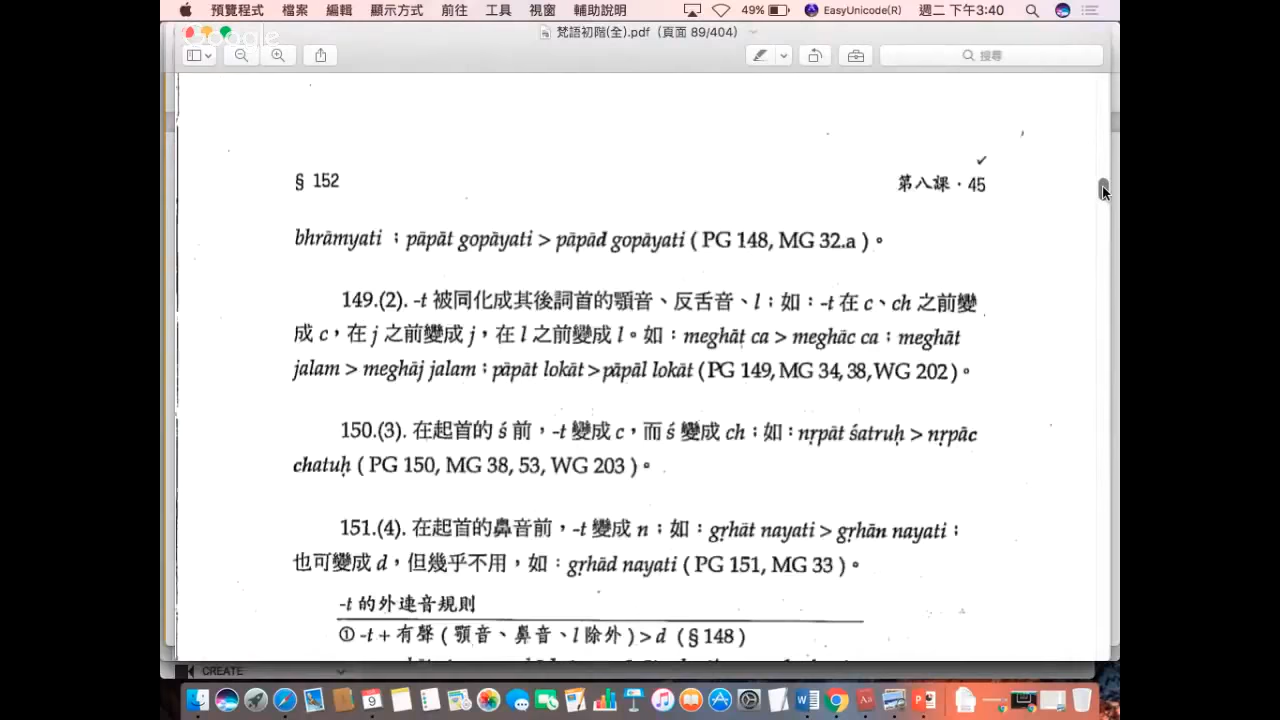 預覽程式 檔案 編輯 顯示方式 前往 工具 視窗 輔助說明 49% EasyUnicode(R) 週二 下午3:40
Google
梵語初階(全).pdf（頁面 89/404）
搜尋
§ 152 第八課・45
bhrāmyati；pāpāt gopāyati > pāpād gopāyati ( PG 148, MG 32.a )。
149.(2). -t 被同化成其後詞首的顎音、反舌音、l；如：-t 在 c、ch 之前變
成 c，在 j 之前變成 j，在 l 之前變成 l。如：meghāt ca > meghāc ca；meghāt
jalam > meghāj jalam；pāpāt lokāt > pāpāl lokāt ( PG 149, MG 34, 38, WG 202 )。
150.(3). 在起首的 ś 前，-t 變成 c，而 ś 變成 ch；如：nṛpāt śatruḥ > nṛpāc
chatuḥ ( PG 150, MG 38, 53, WG 203 )。
151.(4). 在起首的鼻音前，-t 變成 n；如：gṛhāt nayati > gṛhān nayati；
也可變成 d，但幾乎不用，如：gṛhād nayati ( PG 151, MG 33 )。
-t 的外連音規則
① -t + 有聲 ( 顎音、鼻音、l 除外 ) > d ( § 148 )
CREATE